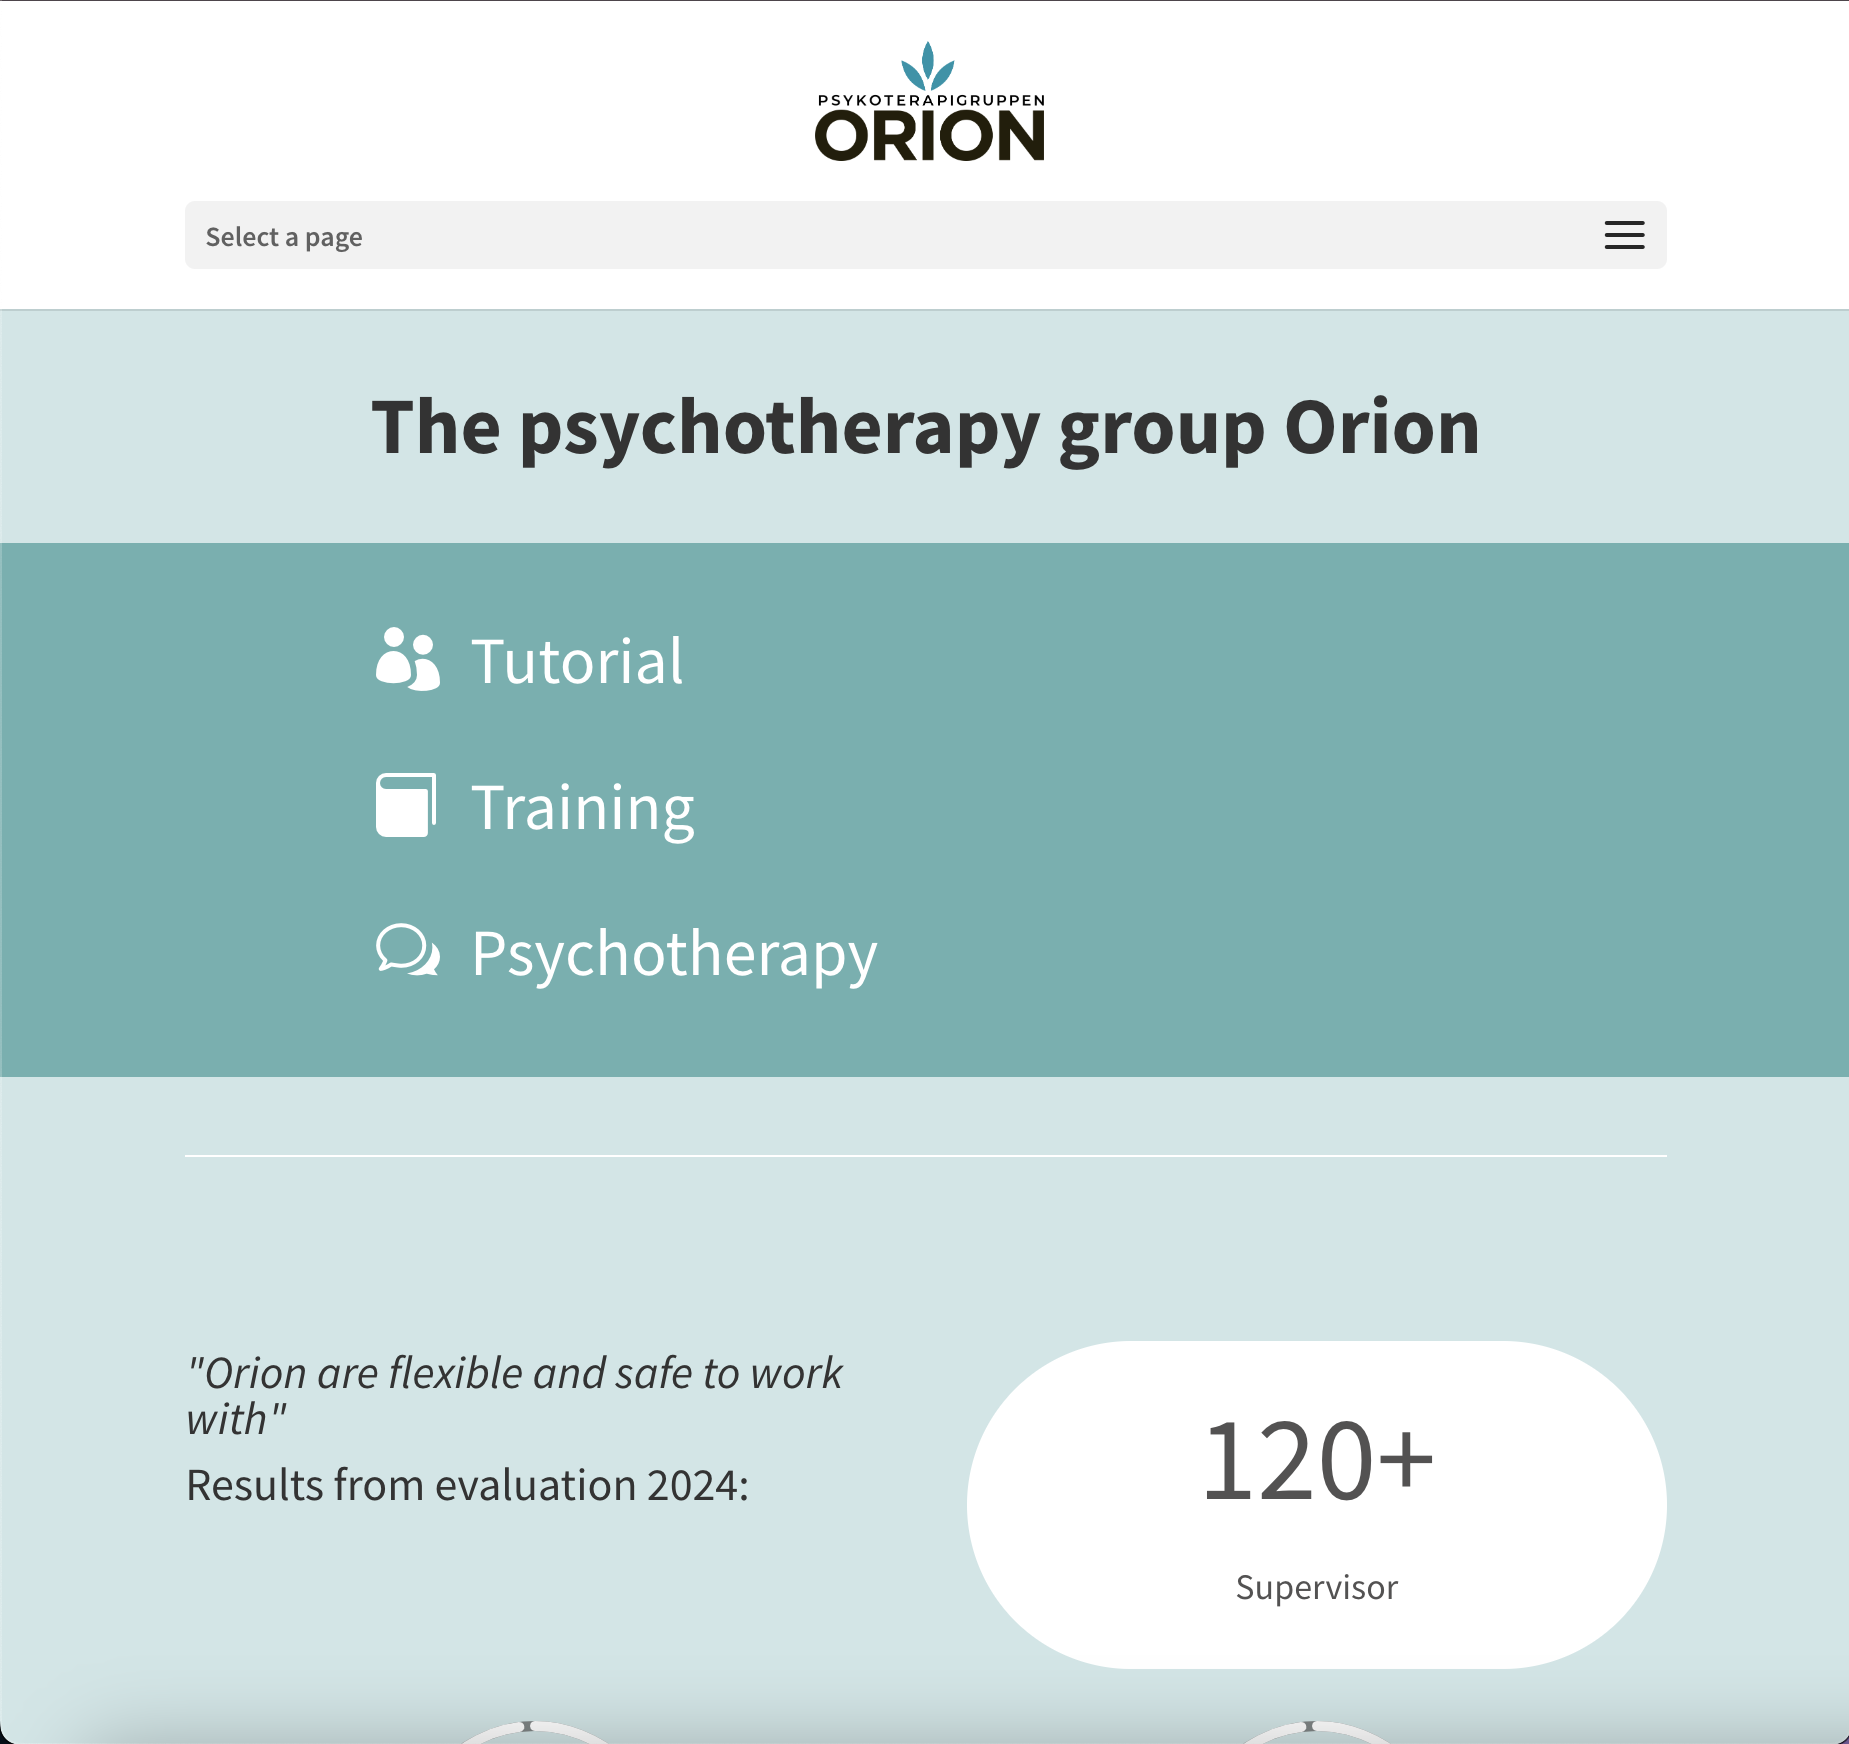 PSYKOTERAPIGRUPPEN
ORION
Select a page
The psychotherapy group Orion
Tutorial
Training
Psychotherapy
"Orion are flexible and safe to work
with"
Results from evaluation 2024:
120+
Supervisor